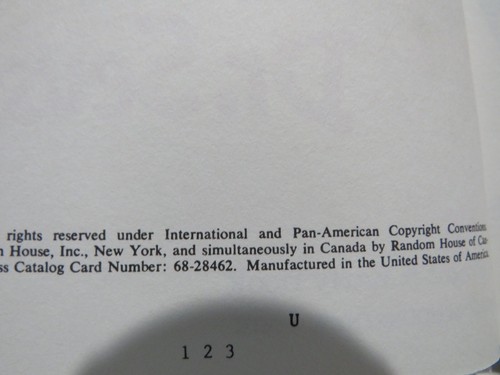 rights reserved under International and Pan-American Copyright Conventions.
House, Inc., New York, and simultaneously in Canada by Random House of Ca-
Catalog Card Number: 68-28462. Manufactured in the United States of America.
U
1 2 3